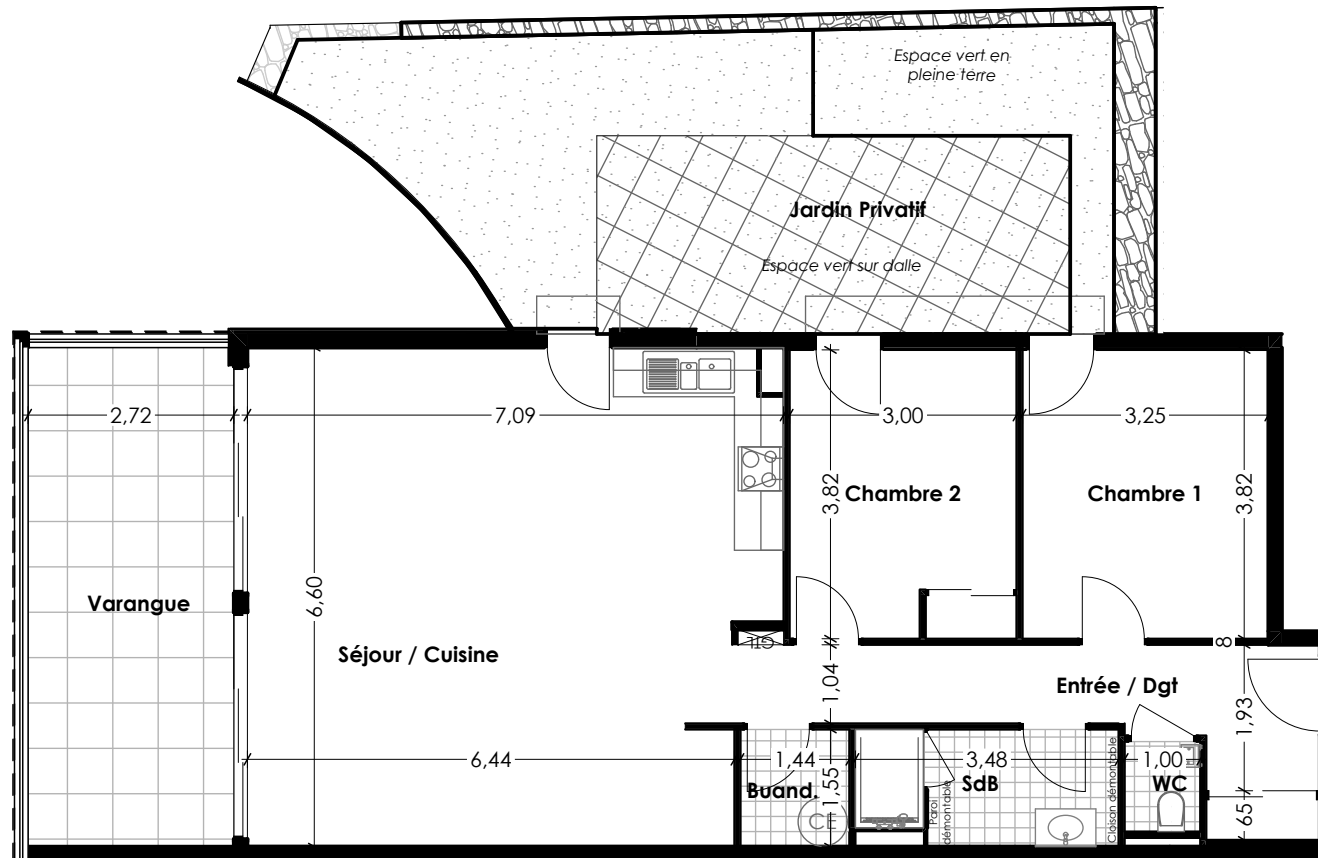 Espace vert en
pleine terre
Jardin Privatif
Espace vert sur dalle
2,72
7,09
3,00
3,25
3,82
Chambre 2
Chambre 1
3,82
Varangue
6,60
Séjour / Cuisine
GTL
8
1,04
Entrée / Dgt
1,93
6,44
1,44
3,48
1,00
Buand.
1,55
SdB
WC
Paroi
démontable
Cloison démontable
CE
65